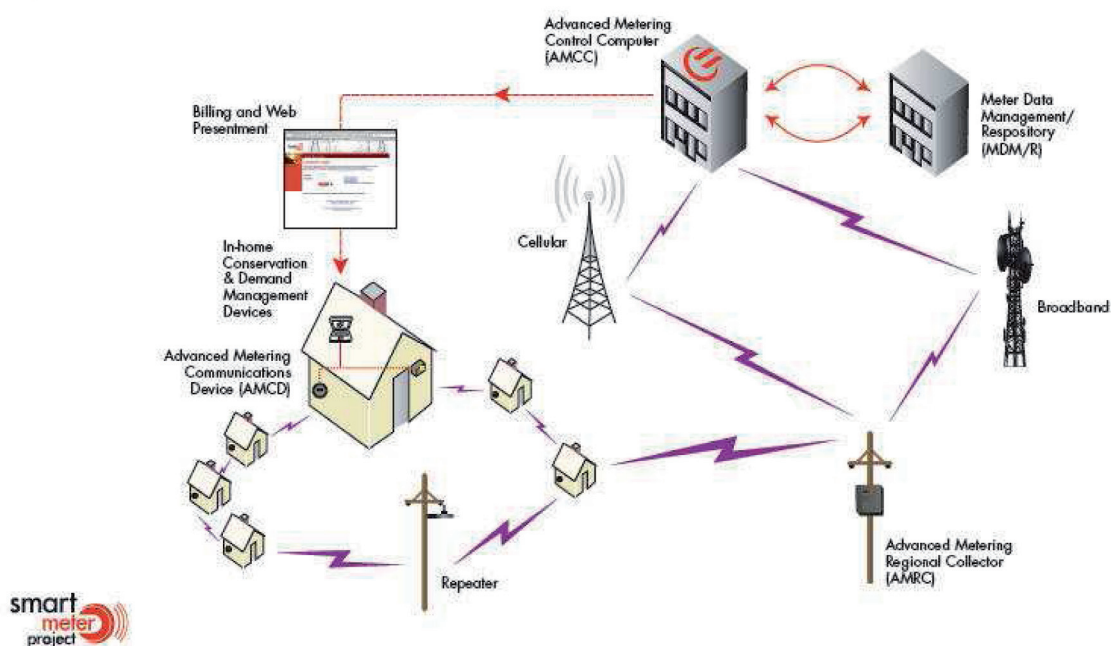 Advanced Metering
Control Computer
(AMCC)
Billing and Web
Presentment
Meter Data
Management/
Respository
(MDM/R)
Cellular
In-home
Conservation
& Demand
Management
Devices
Broadband
Advanced Metering
Communications
Device (AMCD)
Repeater
Advanced Metering
Regional Collector
(AMRC)
smart
meter
project